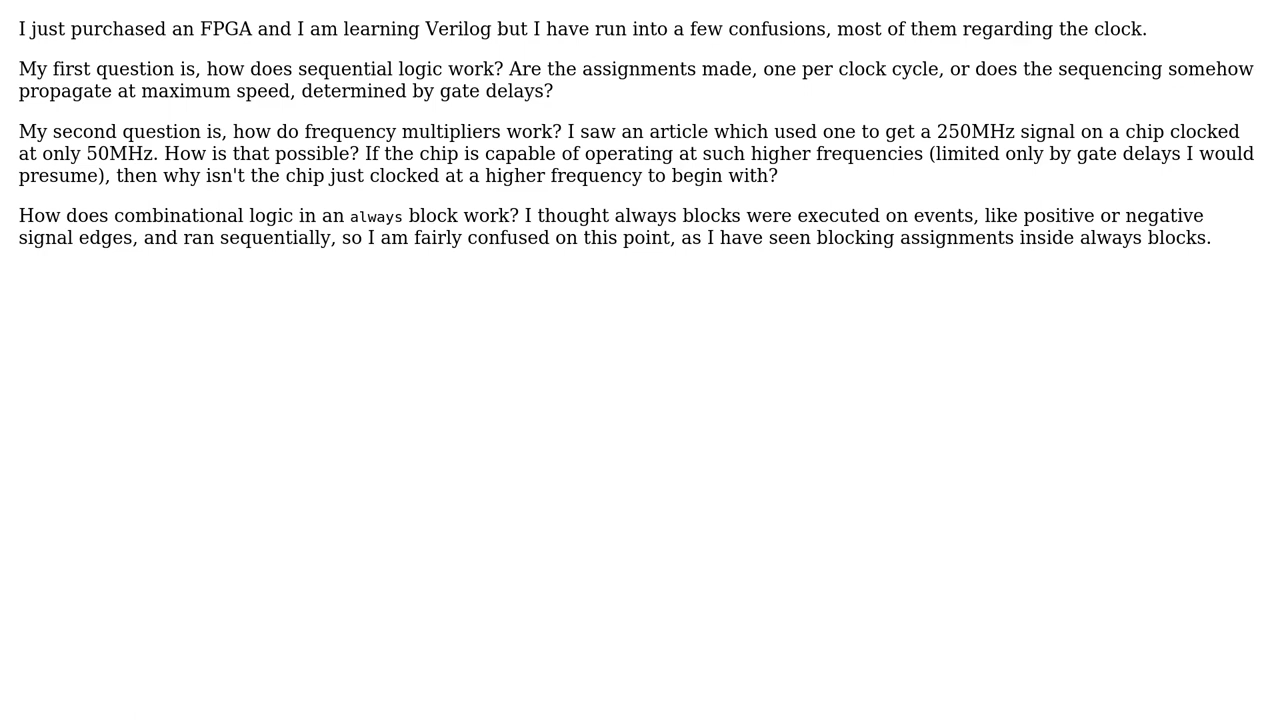 I just purchased an FPGA and I am learning Verilog but I have run into a few confusions, most of them regarding the clock.
My first question is, how does sequential logic work? Are the assignments made, one per clock cycle, or does the sequencing somehow
propagate at maximum speed, determined by gate delays?
My second question is, how do frequency multipliers work? I saw an article which used one to get a 250MHz signal on a chip clocked
at only 50MHz. How is that possible? If the chip is capable of operating at such higher frequencies (limited only by gate delays I would
presume), then why isn't the chip just clocked at a higher frequency to begin with?
How does combinational logic in an always block work? I thought always blocks were executed on events, like positive or negative
signal edges, and ran sequentially, so I am fairly confused on this point, as I have seen blocking assignments inside always blocks.